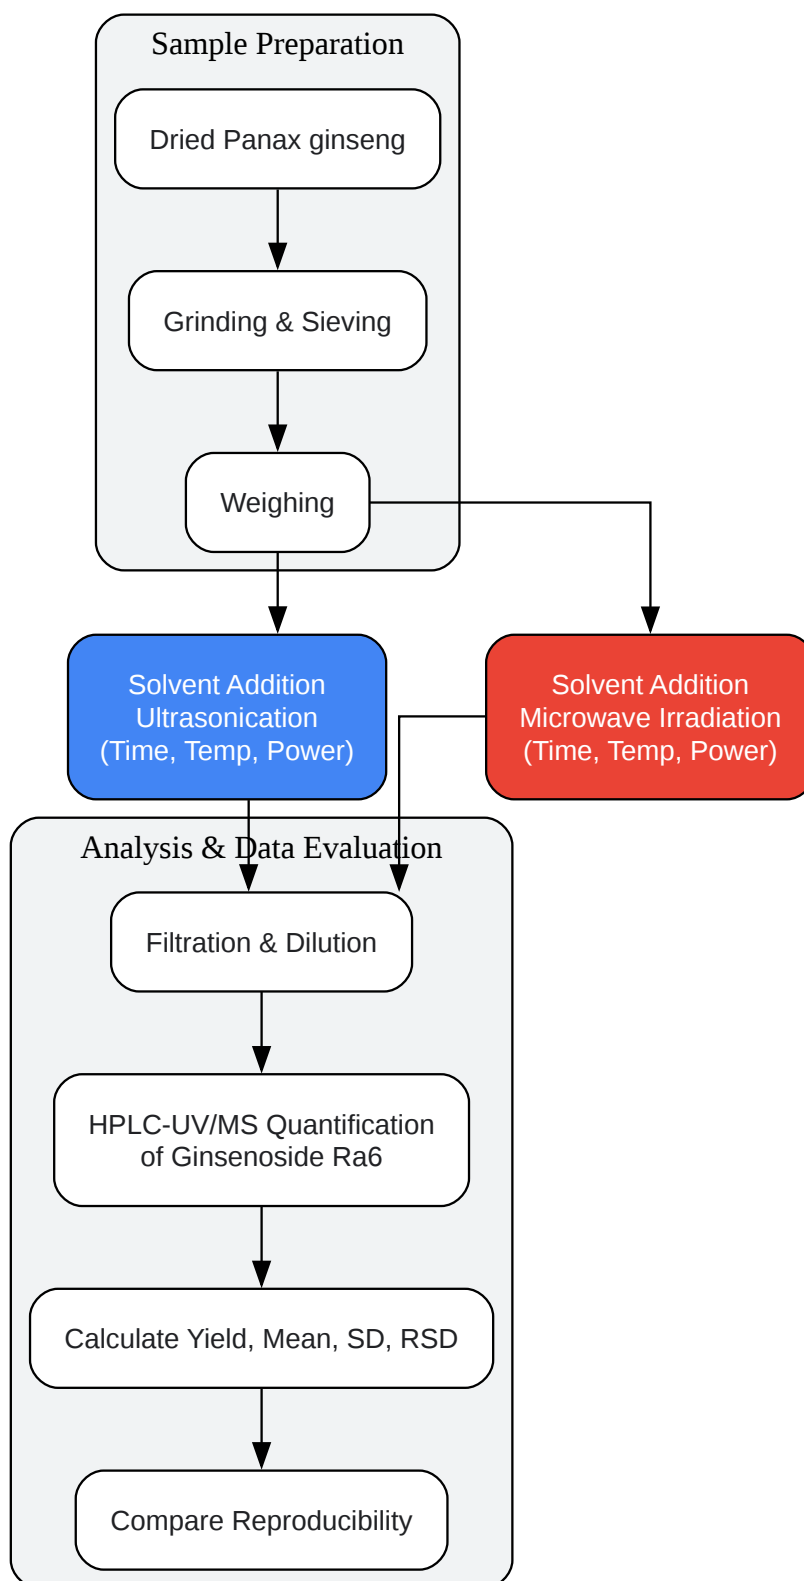 Sample Preparation
Dried Panax ginseng
Grinding & Sieving
Weighing
Solvent Addition
Ultrasonication
(Time, Temp, Power)
Solvent Addition
Microwave Irradiation
(Time, Temp, Power)
Analysis & Data Evaluation
Filtration & Dilution
HPLC-UV/MS Quantification
of Ginsenoside Ra6
Calculate Yield, Mean, SD, RSD
Compare Reproducibility